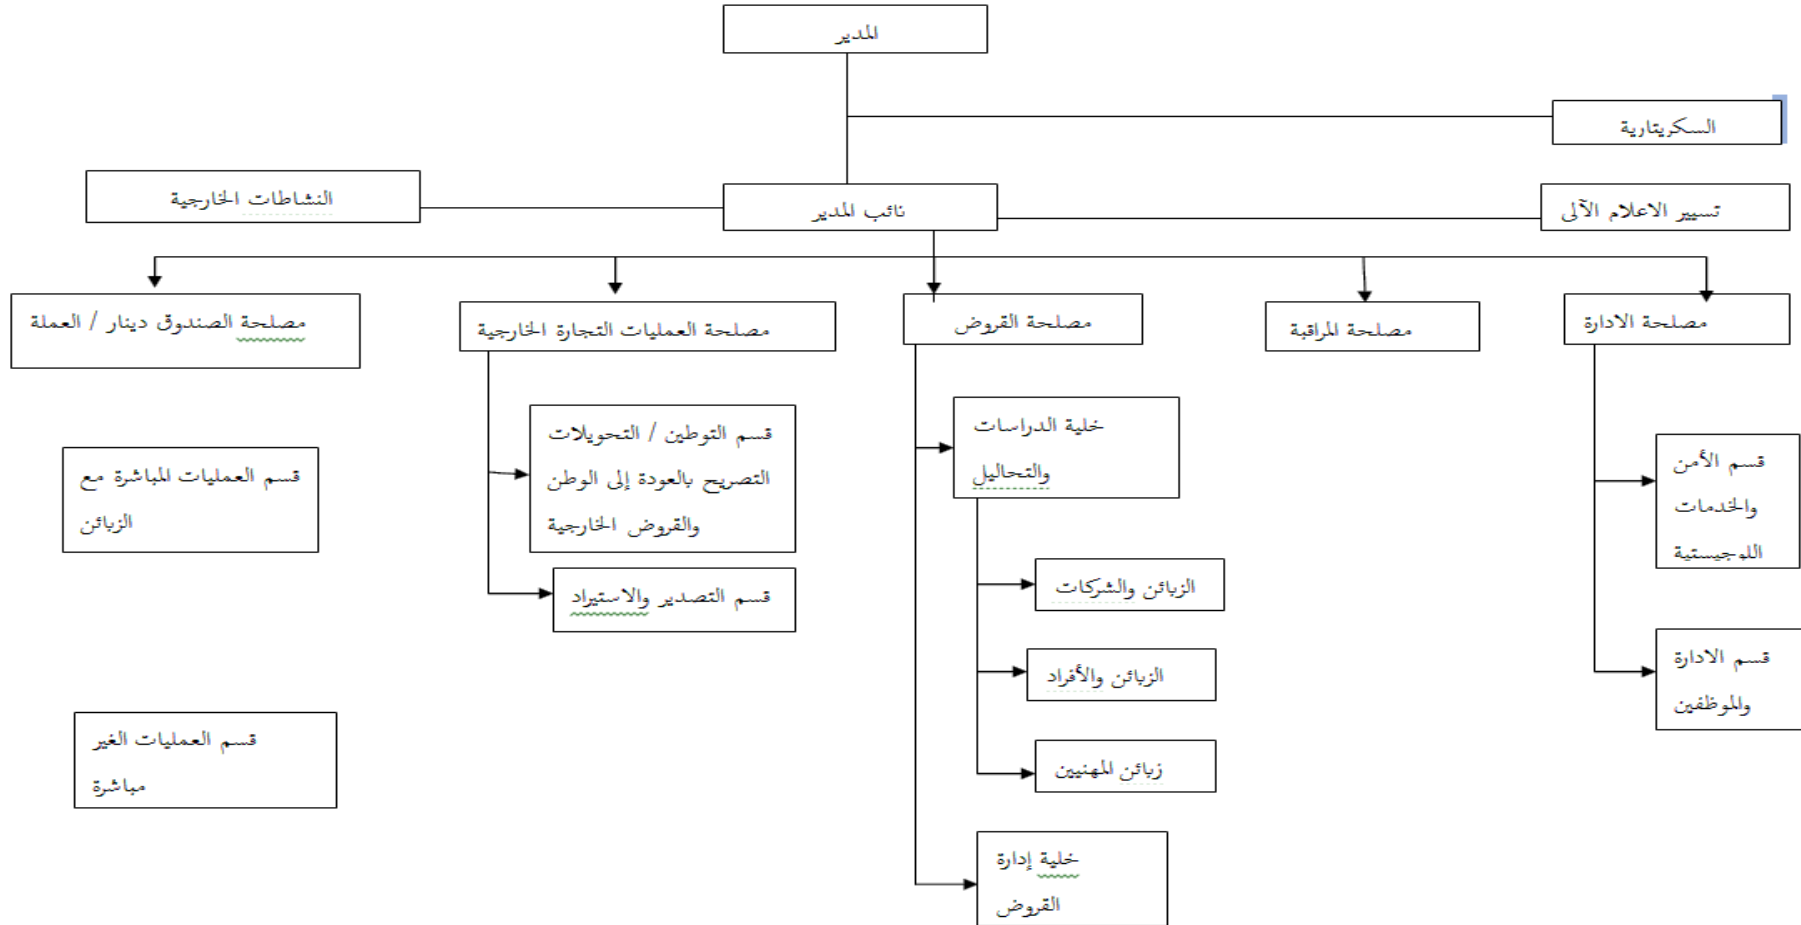 المدير
السكريتارية
تسيير الاعلام الآلى
نائب المدير
النشاطات الخارجية
مصلحة الادارة
مصلحة المراقبة
مصلحة القروض
مصلحة العمليات التجارة الخارجية
مصلحة الصندوق دينار / العملة
قسم الأمن
والخدمات
اللوجيستية
قسم الادارة
والموظفين
خلية الدراسات
والتحاليل
الزبائن والشركات
الزبائن والأفراد
زبائن المهنيين
خلية إدارة
القروض
قسم التوطين / التحويلات
التصريح بالعودة إلى الوطن
والقروض الخارجية
قسم التصدير والاستيراد
قسم العمليات المباشرة مع
الزبائن
قسم العمليات الغير
مباشرة